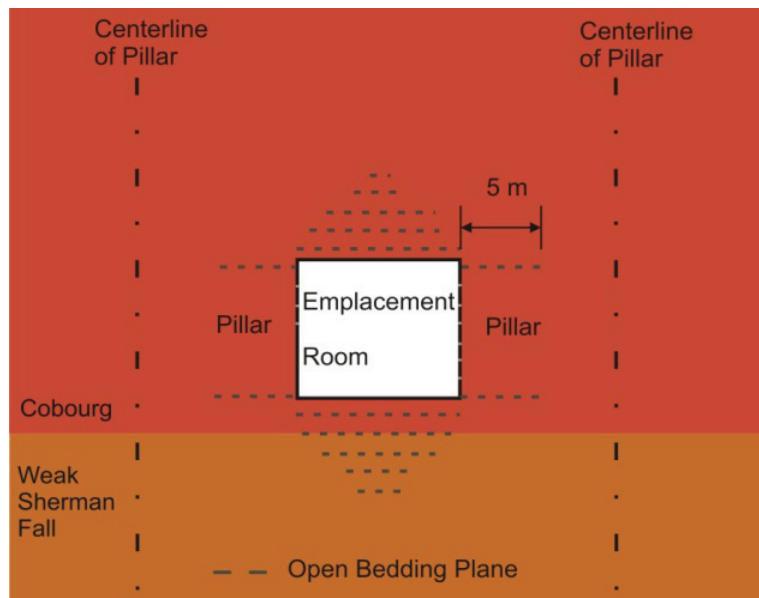 Centerline
of Pillar
Centerline
of Pillar
5 m
Emplacement
Room
Pillar
Pillar
Cobourg
Weak
Sherman
Fall
Open Bedding Plane